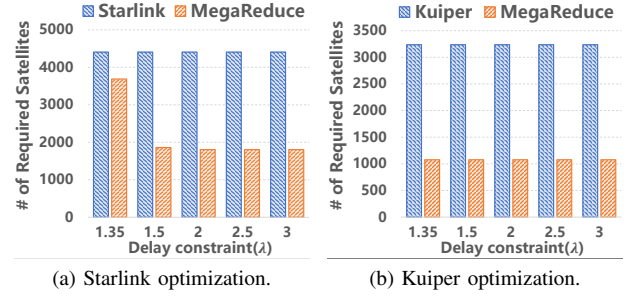 Starlink MegaReduce
# of Required Satellites
5000
4000
3000
2000
1000
0
1.35 1.5 2 2.5 3
Delay constraint(λ)
(a) Starlink optimization.
Kuiper MegaReduce
# of Required Satellites
3500
3000
2500
2000
1500
1000
500
0
1.35 1.5 2 2.5 3
Delay constraint(λ)
(b) Kuiper optimization.